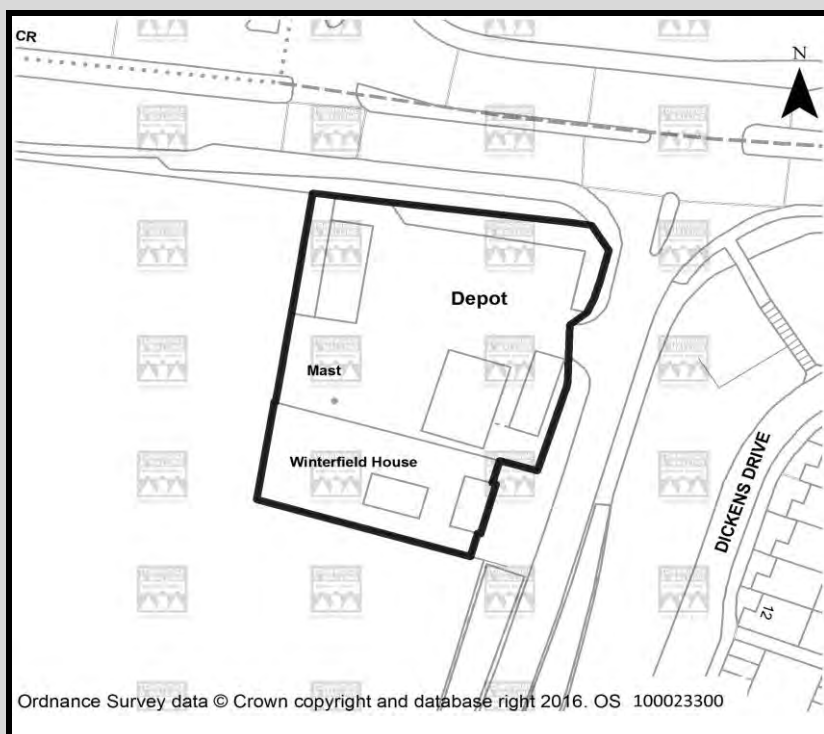 CR
N
Depot
Mast
Winterfield House
DICKENS DRIVE
12
Ordnance Survey data © Crown copyright and database right 2016. OS 100023300